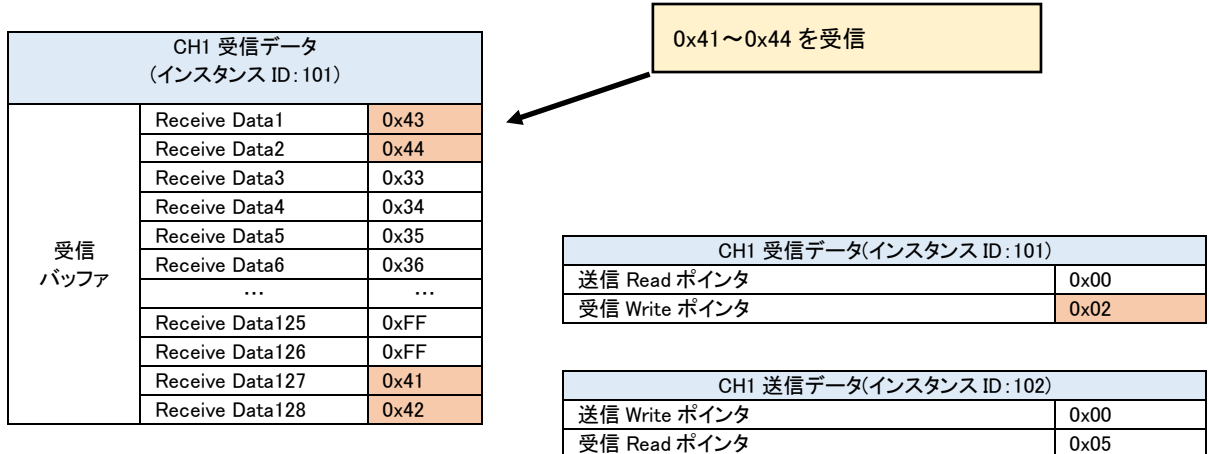 0x41～0x44 を受信
CH1 受信データ
(インスタンス ID:101)
受信
バッファ
Receive Data1 0x43
Receive Data2 0x44
Receive Data3 0x33
Receive Data4 0x34
Receive Data5 0x35
Receive Data6 0x36
… …
Receive Data125 0xFF
Receive Data126 0xFF
Receive Data127 0x41
Receive Data128 0x42
CH1 受信データ(インスタンス ID:101)
送信 Read ポインタ 0x00
受信 Write ポインタ 0x02
CH1 送信データ(インスタンス ID:102)
送信 Write ポインタ 0x00
受信 Read ポインタ 0x05